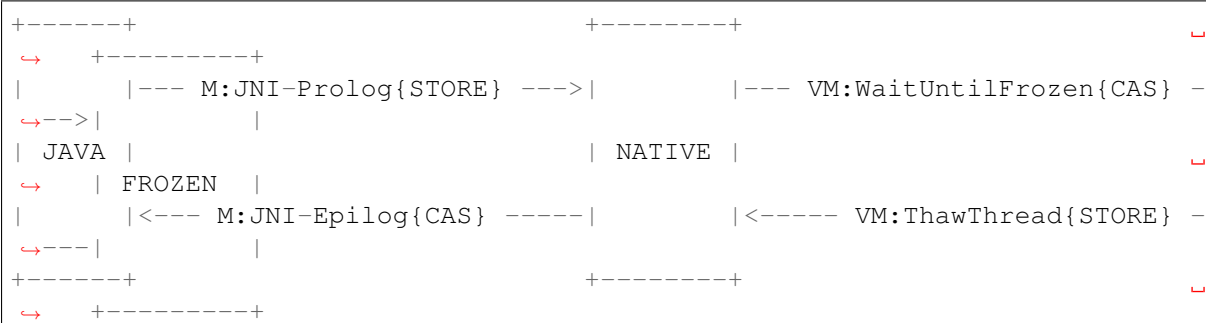 +------+                              +--------+                              ␣
↪    +---------+
|      |--- M:JNI-Prolog{STORE} --->|        |--- VM:WaitUntilFrozen{CAS} -
↪-->|         |
| JAVA |                              | NATIVE |                              ␣
↪    | FROZEN  |
|      |<--- M:JNI-Epilog{CAS} -----|        |<----- VM:ThawThread{STORE} -
↪---|         |
+------+                              +--------+                              ␣
↪    +---------+